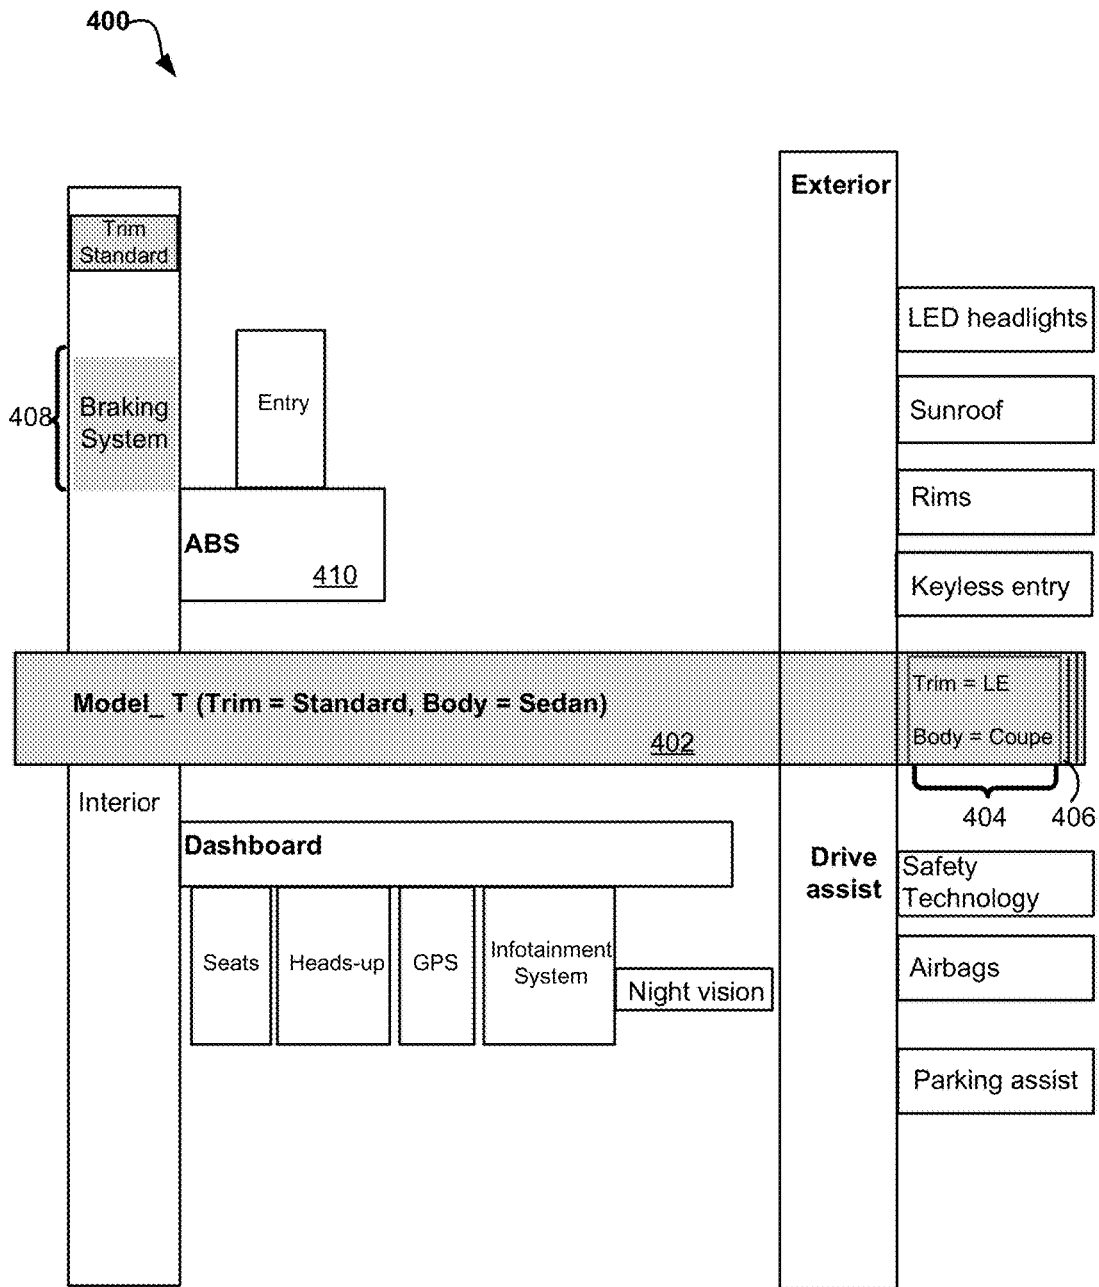 400
Exterior
Trim
Standard
LED headlights
Braking
System
408
Entry
Sunroof
Rims
ABS
410
Keyless entry
Model_ T (Trim = Standard, Body = Sedan)
402
Trim = LE
Body = Coupe
404
406
Interior
Dashboard
Drive
assist
Safety
Technology
Seats
Heads-up
GPS
Infotainment
System
Night vision
Airbags
Parking assist